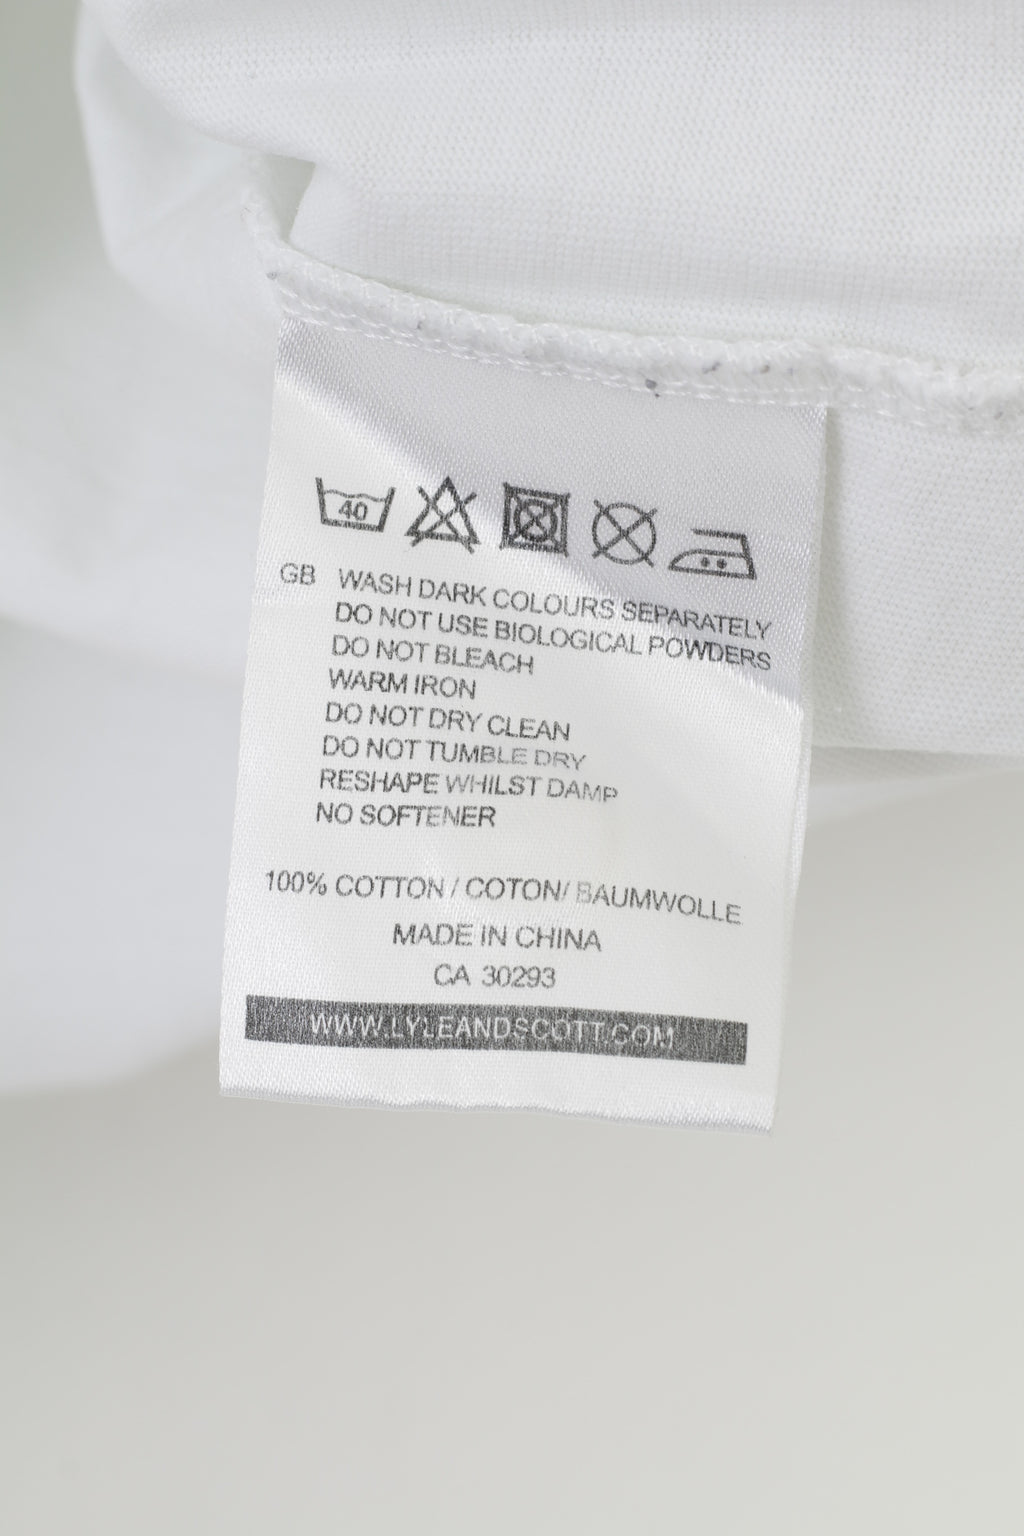 40
GB WASH DARK COLOURS SEPARATELY
DO NOT USE BIOLOGICAL POWDERS
DO NOT BLEACH
WARM IRON
DO NOT DRY CLEAN
DO NOT TUMBLE DRY
RESHAPE WHILST DAMP
NO SOFTENER
100% COTTON / COTON/ BAUMWOLLE
MADE IN CHINA
CA 30293
WWW.LYLEANDSCOTT.COM